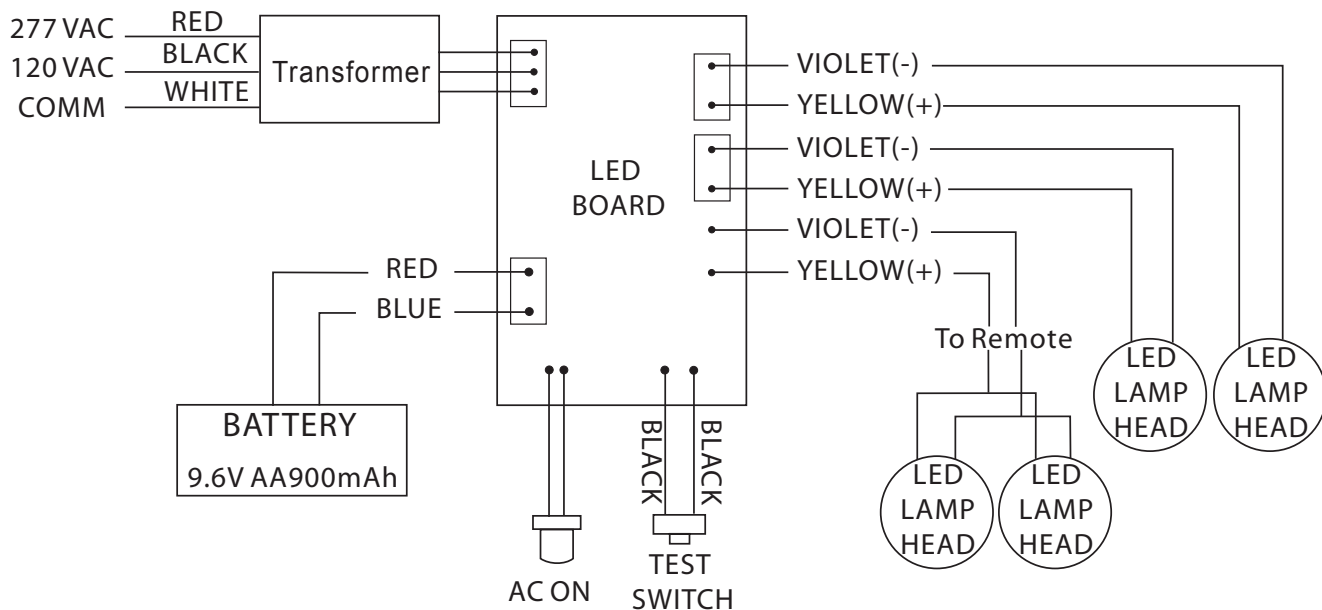 277 VAC
RED
120 VAC
BLACK
COMM
WHITE
Transformer
LED
BOARD
VIOLET(-)
YELLOW(+)
VIOLET(-)
YELLOW(+)
VIOLET(-)
YELLOW(+)
RED
BLUE
BATTERY
9.6V AA900mAh
To Remote
LED
LAMP
HEAD
LED
LAMP
HEAD
LED
LAMP
HEAD
LED
LAMP
HEAD
BLACK
BLACK
AC ON
TEST
SWITCH